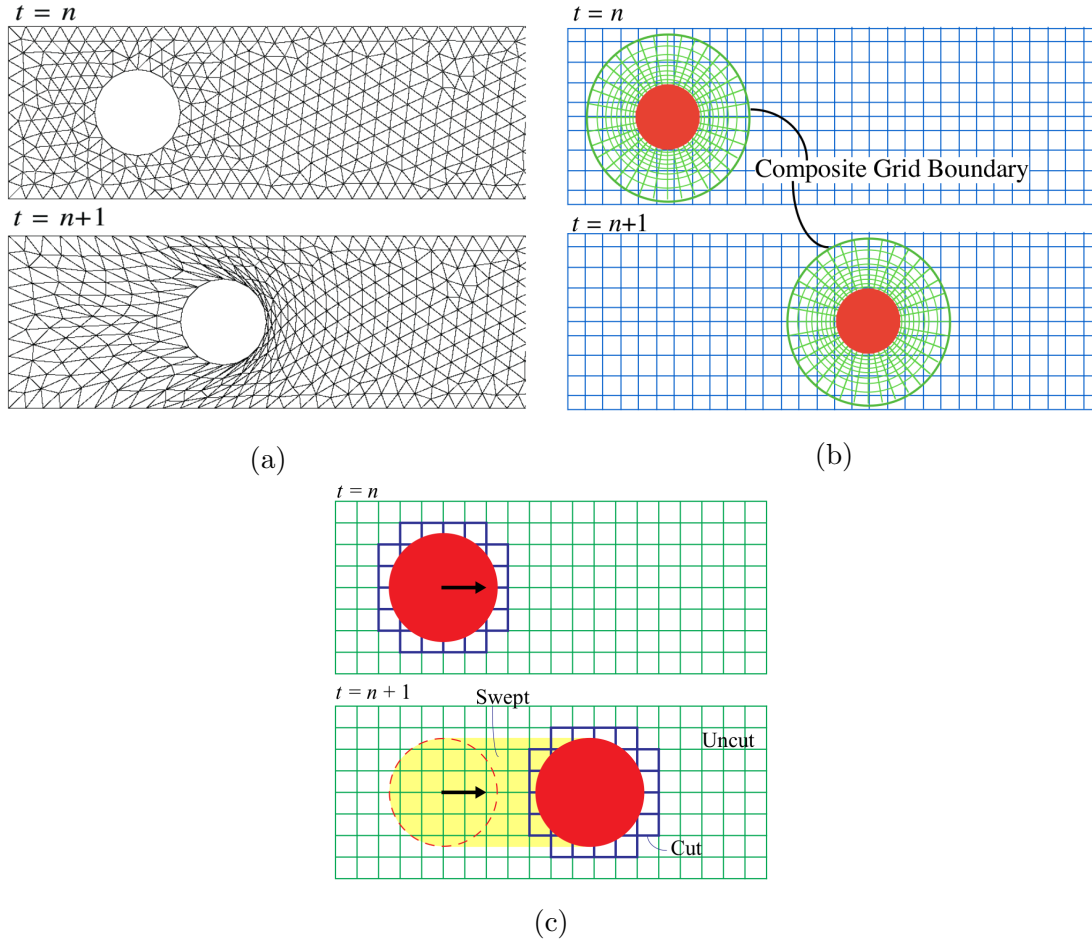 t = n
t = n+1
(a)
t = n
Composite Grid Boundary
t = n+1
(b)
t = n
t = n + 1
Swept
Uncut
Cut
(c)